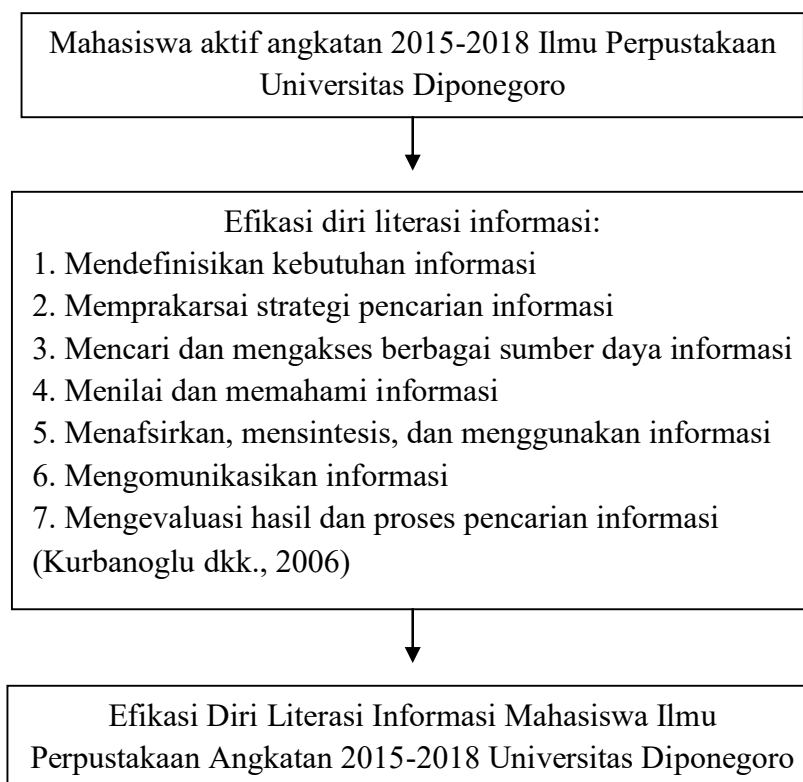 Mahasiswa aktif angkatan 2015-2018 Ilmu Perpustakaan
Universitas Diponegoro
Efikasi diri literasi informasi:
1. Mendefinisikan kebutuhan informasi
2. Memprakarsai strategi pencarian informasi
3. Mencari dan mengakses berbagai sumber daya informasi
4. Menilai dan memahami informasi
5. Menafsirkan, mensintesis, dan menggunakan informasi
6. Mengomunikasikan informasi
7. Mengevaluasi hasil dan proses pencarian informasi
(Kurbanoglu dkk., 2006)
Efikasi Diri Literasi Informasi Mahasiswa Ilmu
Perpustakaan Angkatan 2015-2018 Universitas Diponegoro